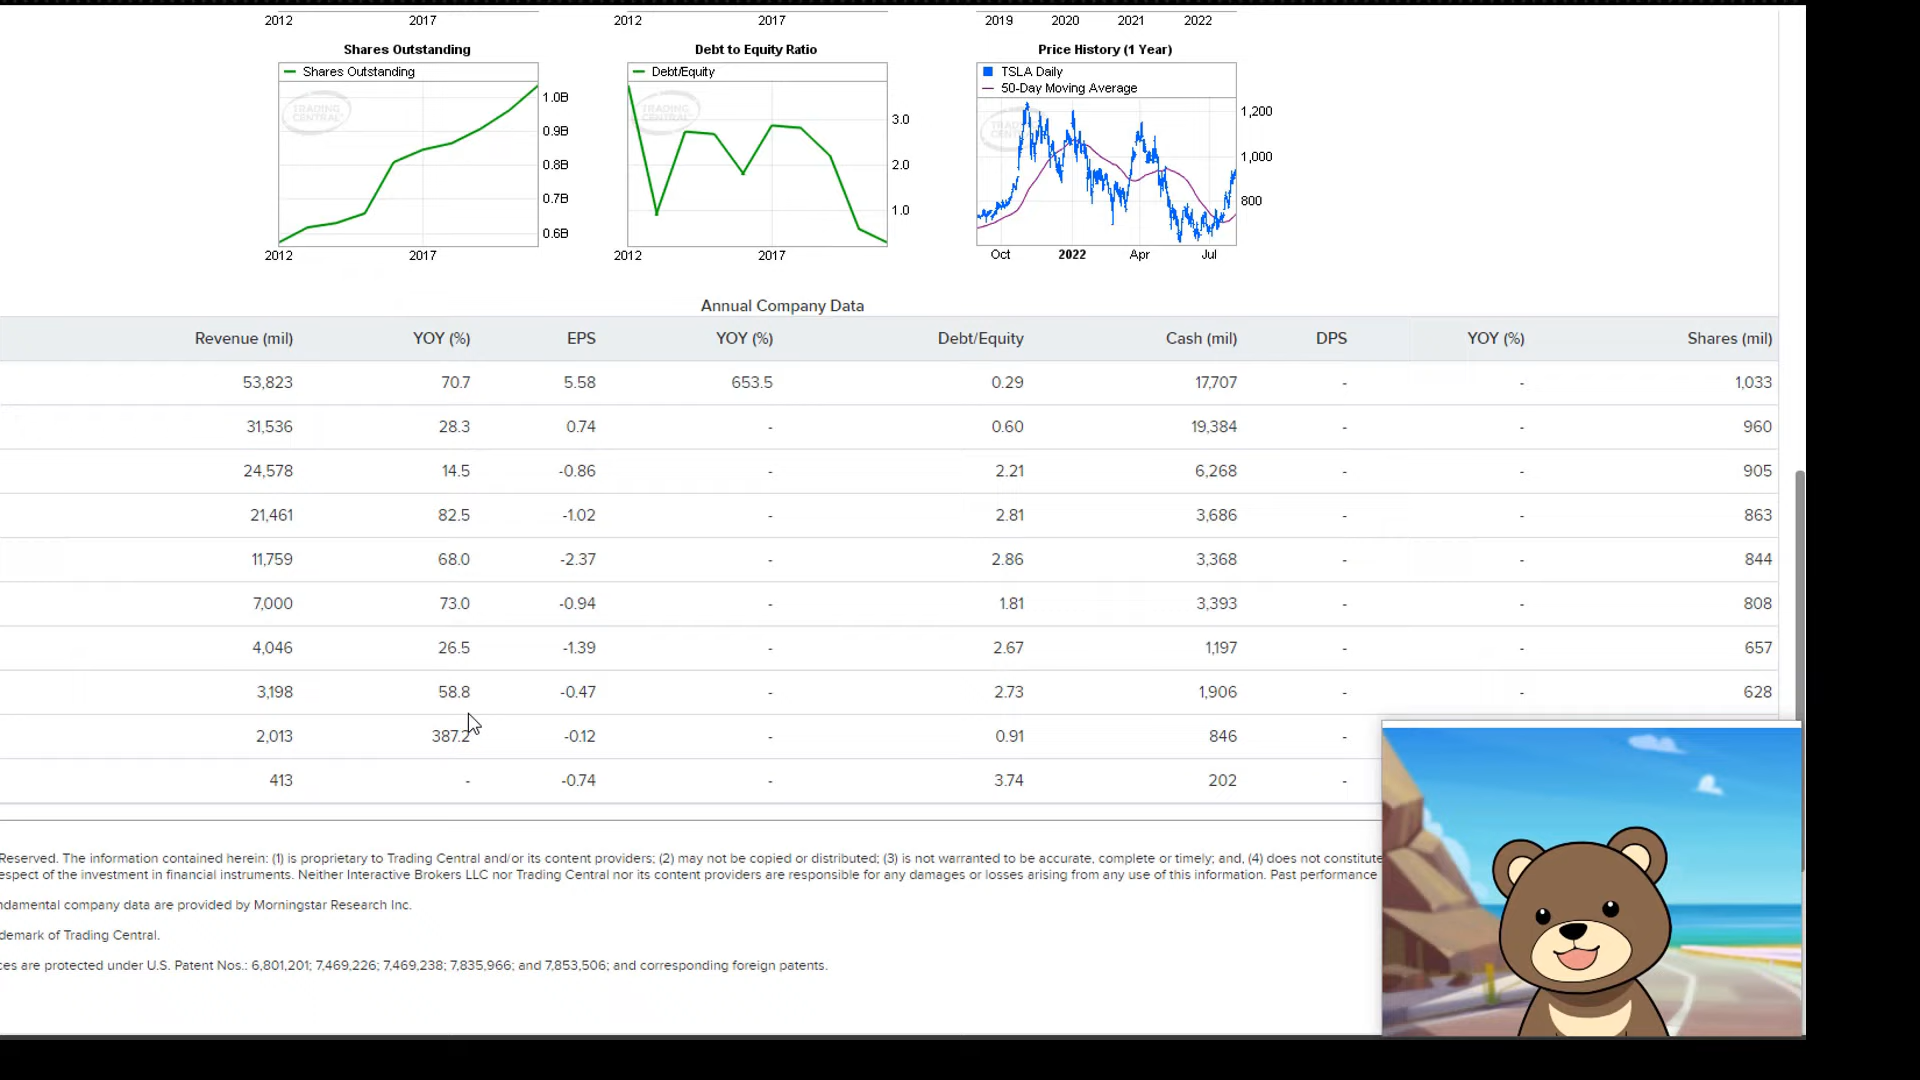 2012 2017 2012 2017 2019 2020 2021 2022
Shares Outstanding Debt to Equity Ratio Price History (1 Year)
Shares Outstanding Debt/Equity TSLA Daily
50-Day Moving Average
TRADING CENTRAL TRADING CENTRAL
1.0B 3.0 1,200
0.9B
0.8B 2.0 1,000
0.7B 1.0 800
0.6B
2012 2017 2012 2017 Oct 2022 Apr Jul
Annual Company Data
Revenue (mil) YOY (%) EPS YOY (%) Debt/Equity Cash (mil) DPS YOY (%) Shares (mil)
53,823 70.7 5.58 653.5 0.29 17,707 - - 1,033
31,536 28.3 0.74 - 0.60 19,384 - - 960
24,578 14.5 -0.86 - 2.21 6,268 - - 905
21,461 82.5 -1.02 - 2.81 3,686 - - 863
11,759 68.0 -2.37 - 2.86 3,368 - - 844
7,000 73.0 -0.94 - 1.81 3,393 - - 808
4,046 26.5 -1.39 - 2.67 1,197 - - 657
3,198 58.8 -0.47 - 2.73 1,906 - - 628
2,013 387.2 -0.12 - 0.91 846 -
413 - -0.74 - 3.74 202 -
Reserved. The information contained herein: (1) is proprietary to Trading Central and/or its content providers; (2) may not be copied or distributed; (3) is not warranted to be accurate, complete or timely; and, (4) does not constitute
espect of the investment in financial instruments. Neither Interactive Brokers LLC nor Trading Central nor its content providers are responsible for any damages or losses arising from any use of this information. Past performance
ndamental company data are provided by Morningstar Research Inc.
demark of Trading Central.
ces are protected under U.S. Patent Nos.: 6,801,201; 7,469,226; 7,469,238; 7,835,966; and 7,853,506; and corresponding foreign patents.